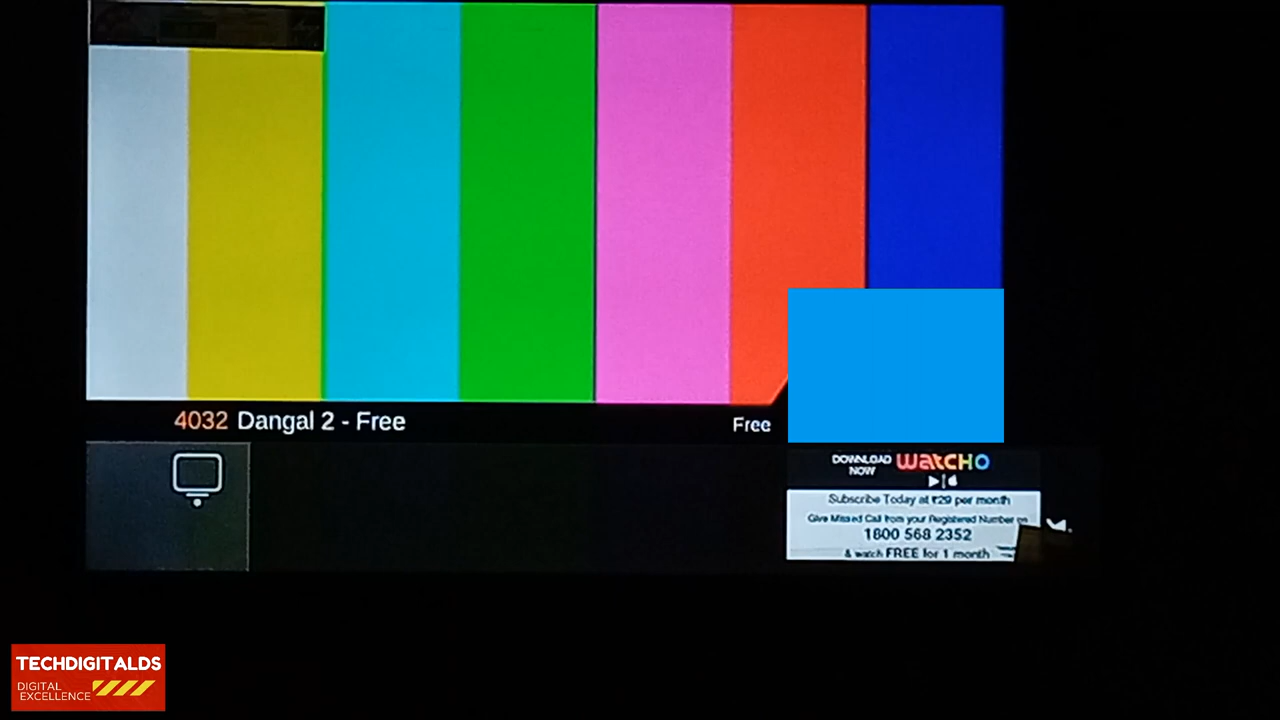 4032 Dangal 2 - Free
Free
DOWNLOAD NOW
WATCHO
Subscribe Today at ₹29 per month
Give Missed Call from your Registered Number on
1800 568 2352
& watch FREE for 1 month
TECHDIGITALDS
DIGITAL
EXCELLENCE